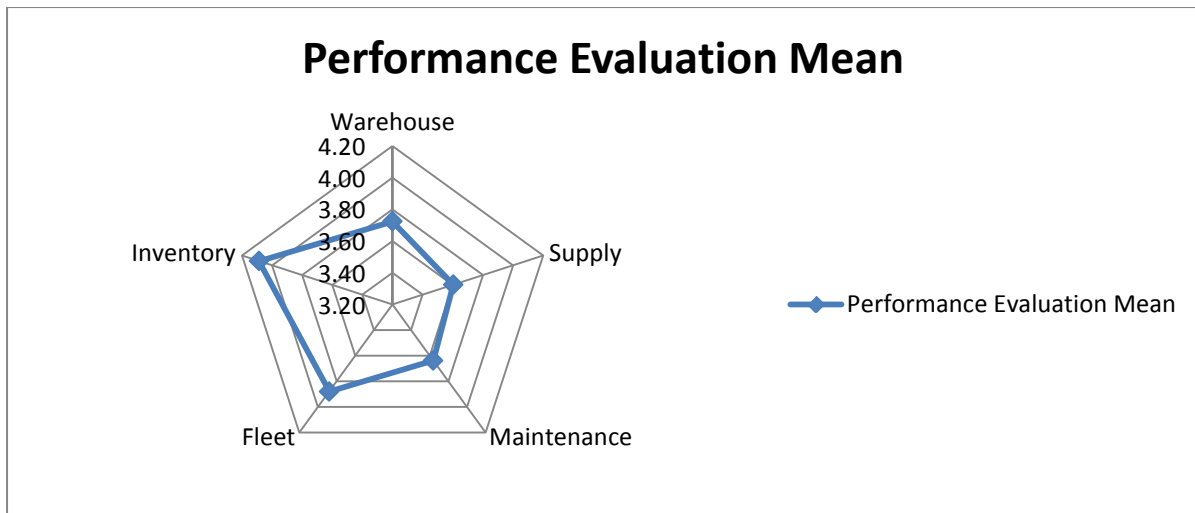 Performance Evaluation Mean
Warehouse
4.20
4.00
3.80
3.60
3.40
3.20
Inventory
Supply
Fleet
Maintenance
Performance Evaluation Mean